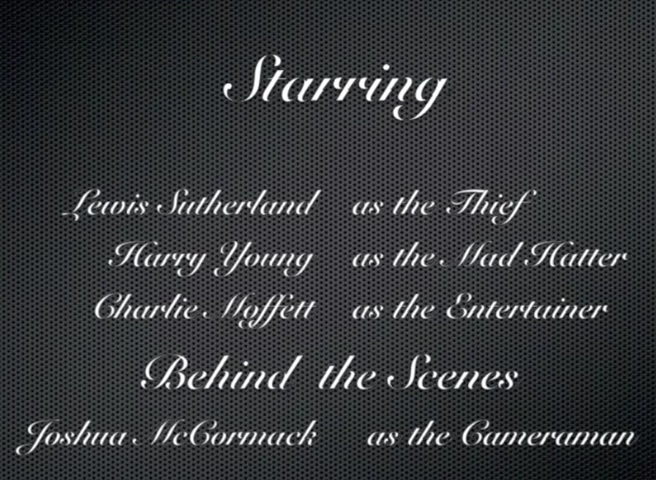 Starring
Lewis Sutherland as the Thief
Harry Young as the Mad Hatter
Charlie Moffett as the Entertainer
Behind the Scenes
Joshua McCormack as the Cameraman